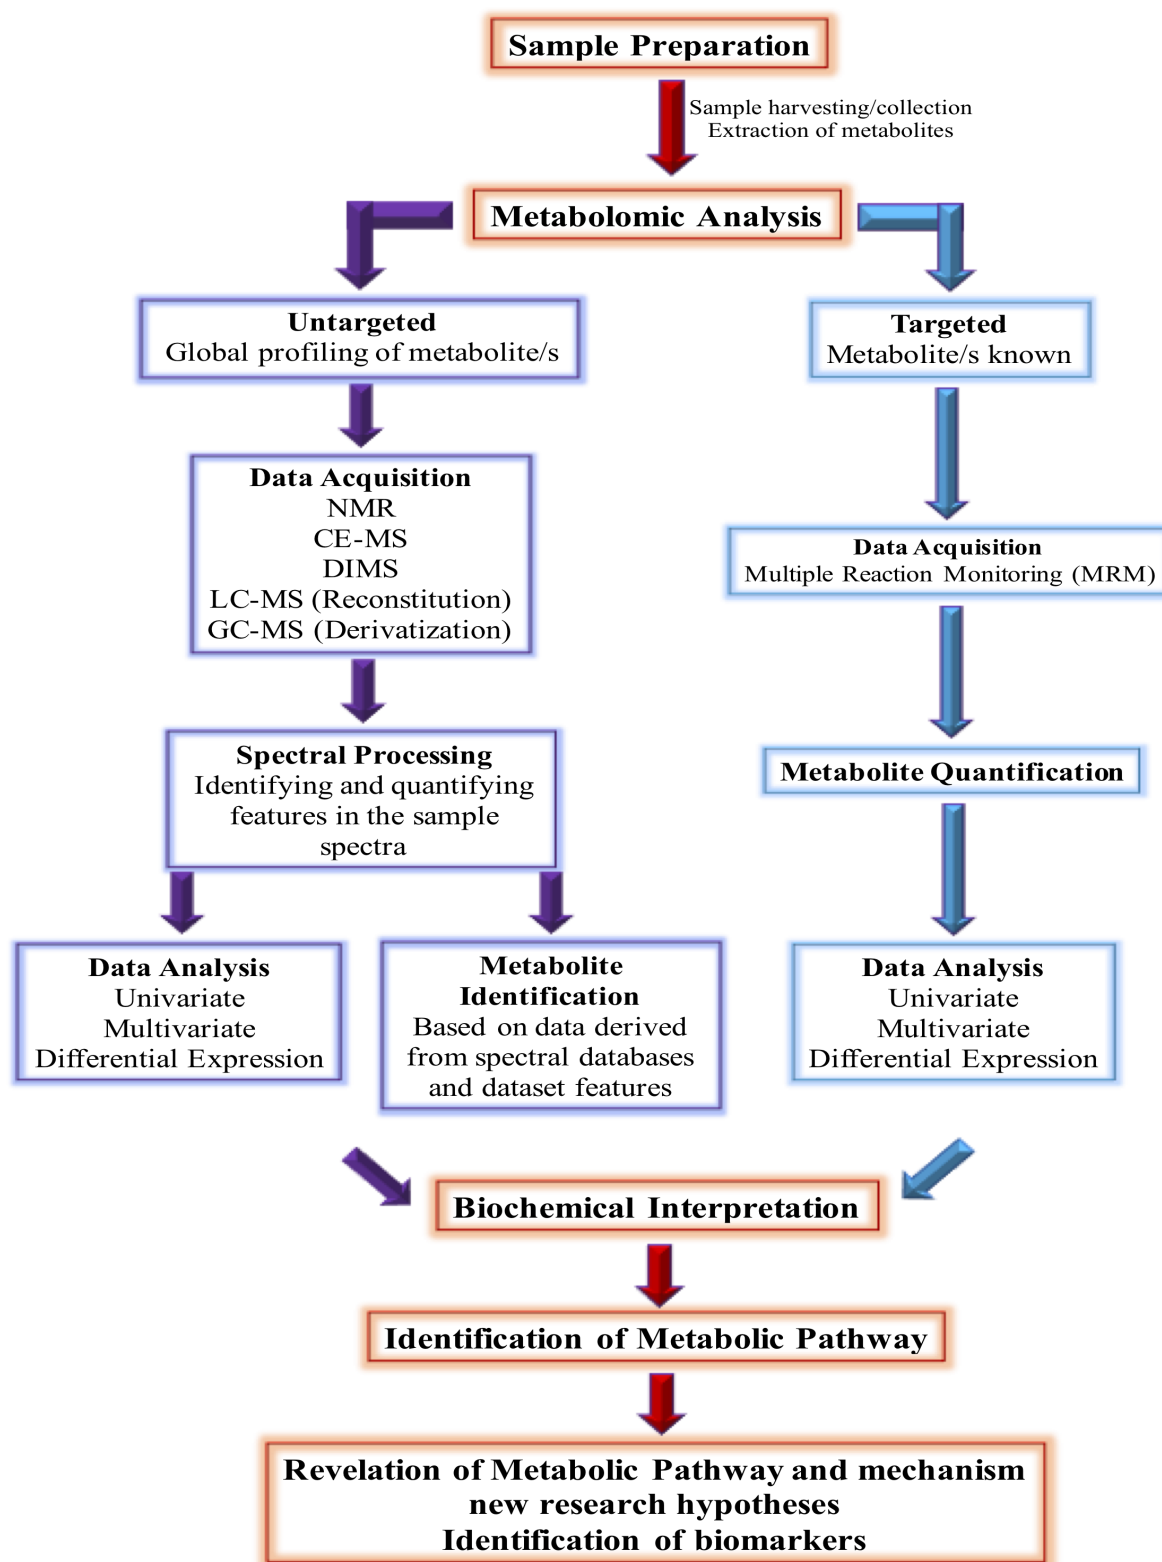 Sample Preparation
Sample harvesting/collection
Extraction of metabolites
Metabolomic Analysis
Untargeted
Global profiling of metabolite/s
Targeted
Metabolite/s known
Data Acquisition
NMR
CE-MS
DIMS
LC-MS (Reconstitution)
GC-MS (Derivatization)
Data Acquisition
Multiple Reaction Monitoring (MRM)
Spectral Processing
Identifying and quantifying
features in the sample
spectra
Metabolite Quantification
Data Analysis
Univariate
Multivariate
Differential Expression
Metabolite
Identification
Based on data derived
from spectral databases
and dataset features
Data Analysis
Univariate
Multivariate
Differential Expression
Biochemical Interpretation
Identification of Metabolic Pathway
Revelation of Metabolic Pathway and mechanism
new research hypotheses
Identification of biomarkers